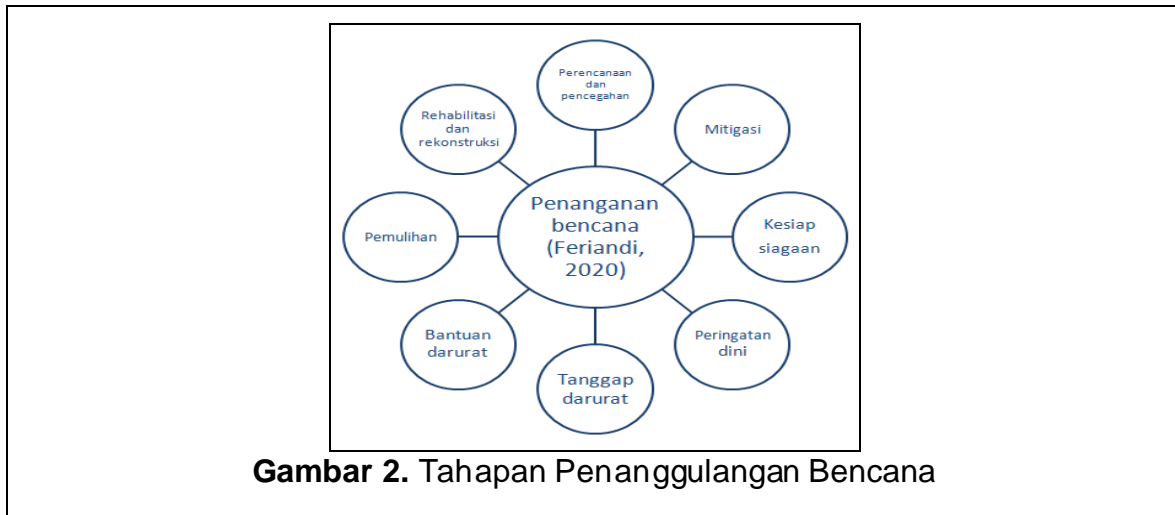 Perencanaan
dan
pencegahan
Mitigasi
Kesiap
siagaan
Peringatan
dini
Tanggap
darurat
Bantuan
darurat
Pemulihan
Rehabilitasi
dan
rekonstruksi
Penanganan
bencana
(Feriandi,
2020)
Gambar 2. Tahapan Penanggulangan Bencana